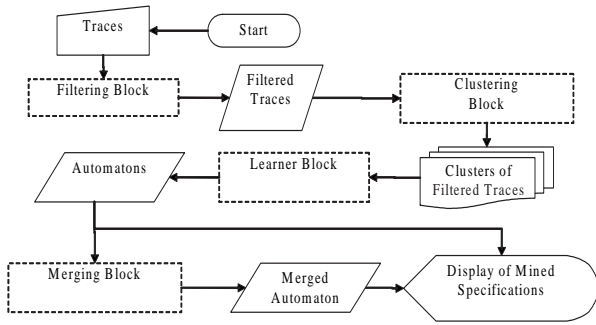 Traces
Start
Filtering Block
Filtered
Traces
Clustering
Block
Automatons
Learner Block
Clusters of
Filtered Traces
Merging Block
Merged
Automaton
Display of Mined
Specifications